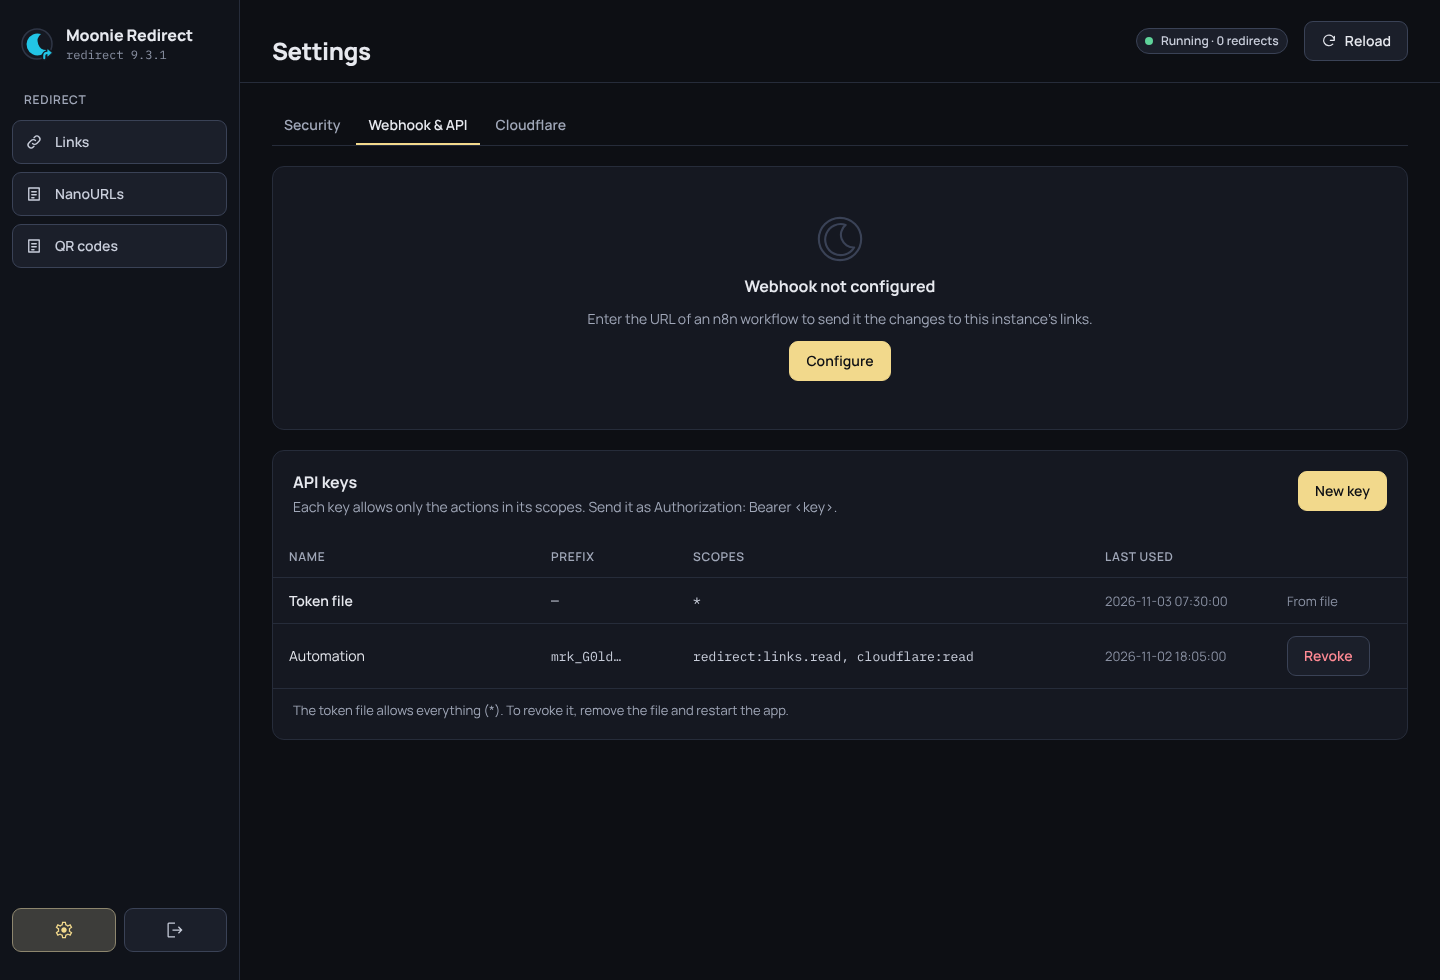 Moonie Redirect
redirect 9.3.1
REDIRECT
Links
NanoURLs
QR codes
Settings
Running · 0 redirects
Reload
Security
Webhook & API
Cloudflare
Webhook not configured
Enter the URL of an n8n workflow to send it the changes to this instance's links.
Configure
API keys
Each key allows only the actions in its scopes. Send it as Authorization: Bearer <key>.
New key
NAME PREFIX SCOPES LAST USED
Token file — * 2026-11-03 07:30:00 From file
Automation mrk_G0ld… redirect:links.read, cloudflare:read 2026-11-02 18:05:00 Revoke
The token file allows everything (*). To revoke it, remove the file and restart the app.